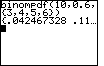 binompdf(10,0.6,
{3,4,5,6})
{.042467328 .11…